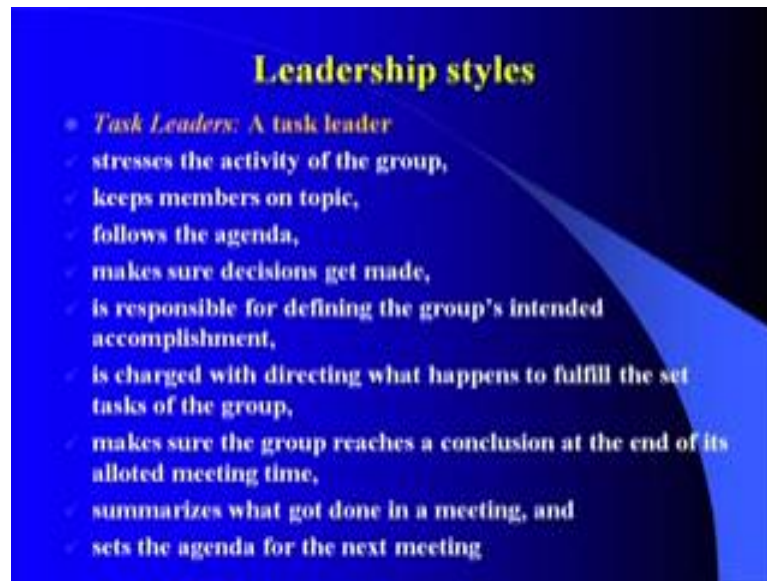 Leadership styles
Task Leaders: A task leader
stresses the activity of the group,
keeps members on topic,
follows the agenda,
makes sure decisions get made,
is responsible for defining the group's intended
accomplishment,
is charged with directing what happens to fulfill the set
tasks of the group,
makes sure the group reaches a conclusion at the end of its
alloted meeting time,
summarizes what got done in a meeting, and
sets the agenda for the next meeting